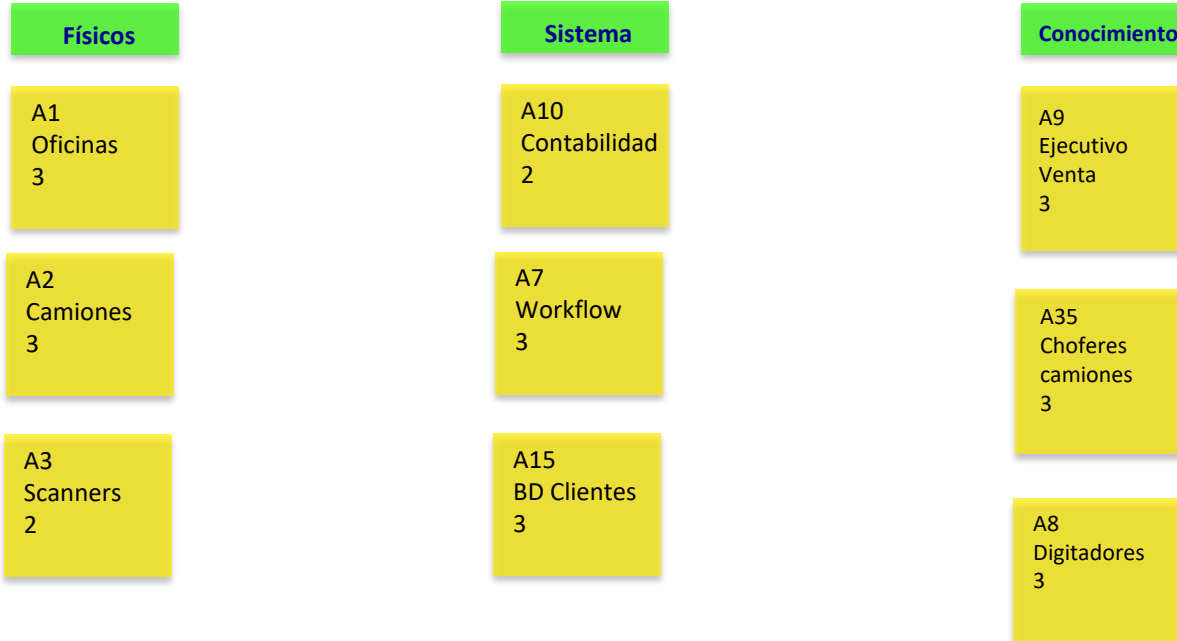 Físicos
Sistema
Conocimiento
A1
Oficinas
3
A10
Contabilidad
2
A9
Ejecutivo
Venta
3
A2
Camiones
3
A7
Workflow
3
A35
Choferes
camiones
3
A3
Scanners
2
A15
BD Clientes
3
A8
Digitadores
3